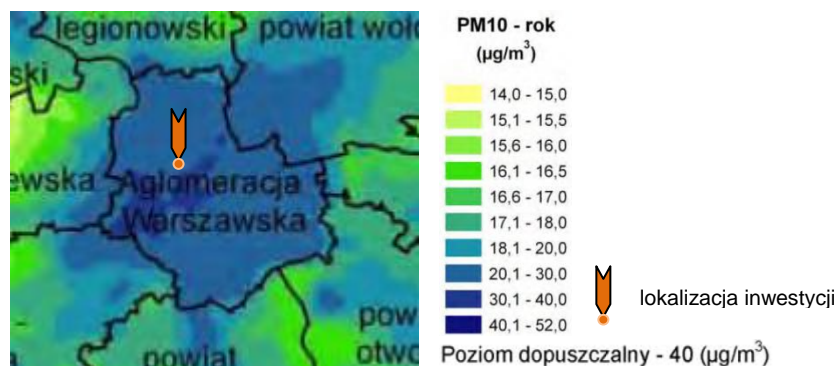 legionowski
powiat woło
ski
ewska
Aglomeracja
Warszawska
powiat
pow
otwo
PM10 - rok
(µg/m³)
14,0 - 15,0
15,1 - 15,5
15,6 - 16,0
16,1 - 16,5
16,6 - 17,0
17,1 - 18,0
18,1 - 20,0
20,1 - 30,0
30,1 - 40,0
40,1 - 52,0
Poziom dopuszczalny - 40 (µg/m³)
lokalizacja inwestycji